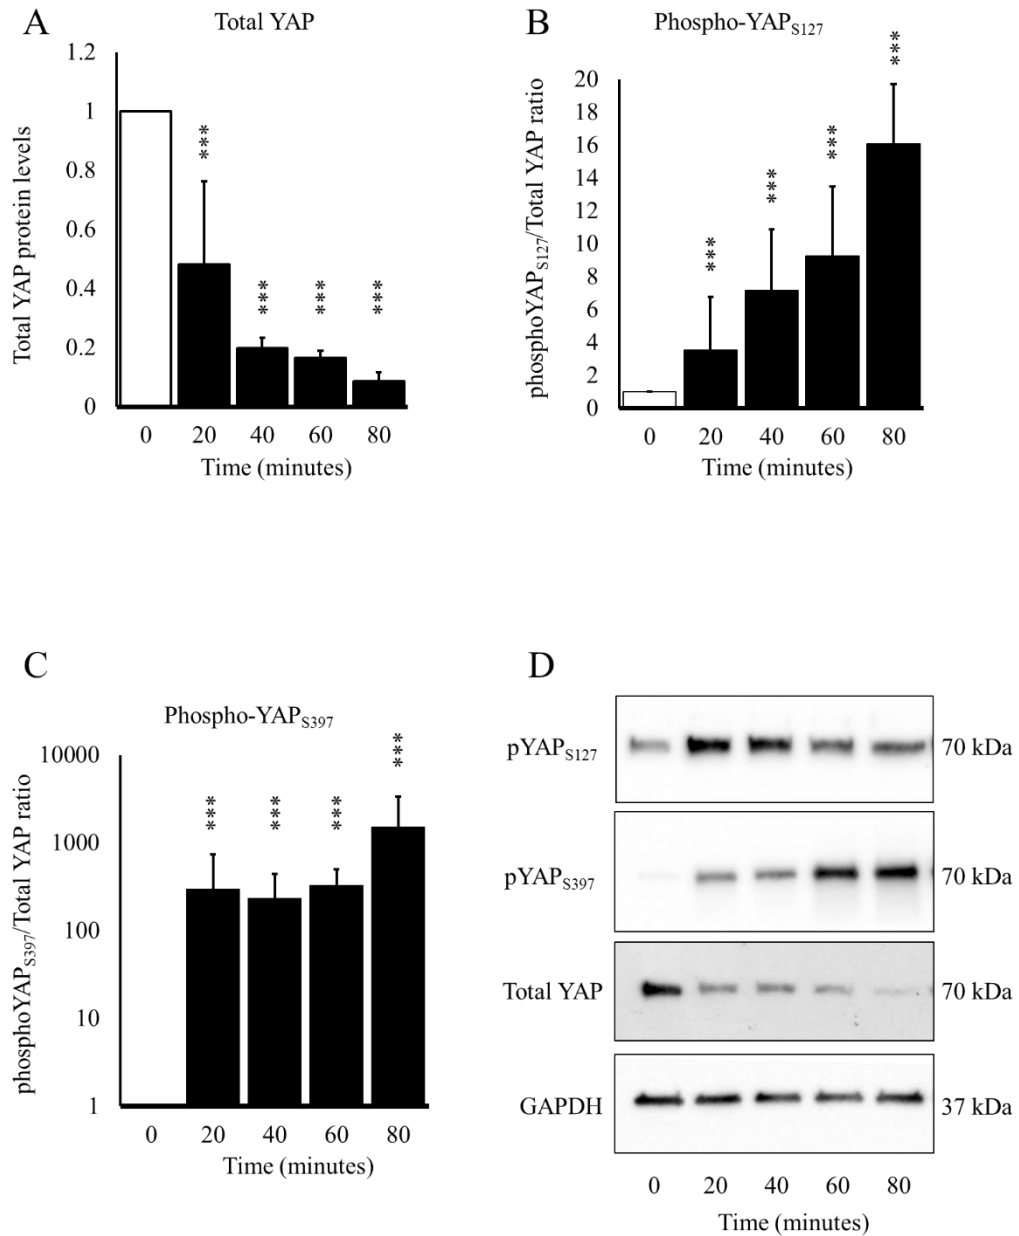 A
Total YAP
Total YAP protein levels
1.2
1
0.8
0.6
0.4
0.2
0
***
***
***
***
0 20 40 60 80
Time (minutes)
B
Phospho-YAPS127
phosphoYAPS127/Total YAP ratio
20
18
16
14
12
10
8
6
4
2
0
***
***
***
***
0 20 40 60 80
Time (minutes)
C
Phospho-YAPS397
phosphoYAPS397/Total YAP ratio
10000
1000
100
10
1
***
***
***
***
0 20 40 60 80
Time (minutes)
D
pYAPS127 70 kDa
pYAPS397 70 kDa
Total YAP 70 kDa
GAPDH 37 kDa
0 20 40 60 80
Time (minutes)